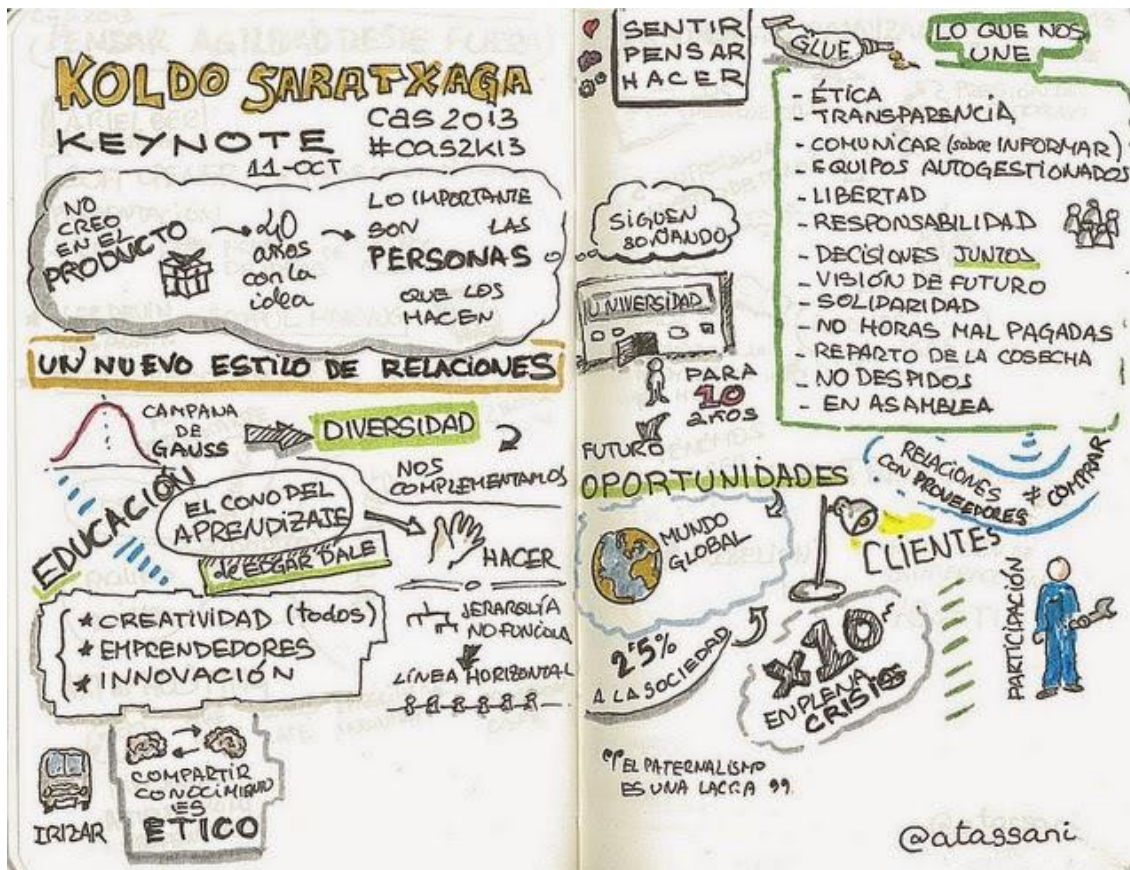 KOLDO SARATXAGA
KEYNOTE
CAS 2013
#CAS2K13
11-OCT
NO
CREO
EN EL
PRODUCTO
20
años
con la
idea
LO IMPORTANTE
SON LAS
PERSONAS
QUE LOS
HACEN
UN NUEVO ESTILO DE RELACIONES
CAMPANA
DE
GAUSS
DIVERSIDAD
NOS
COMPLEMENTAMOS
EDUCACIÓN
EL CONO DEL
APRENDIZAJE
de EDGAR DALE
HACER
* CREATIVIDAD (todos)
* EMPRENDEDORES
* INNOVACIÓN
JERARQUÍA
NO FUNCIONA
LÍNEA HORIZONTAL
IRIZAR
COMPARTIR
CONOCIMIENTO
ES
ETICO
SENTIR
PENSAR
HACER
GLUE
LO QUE NOS
UNE
- ÉTICA
- TRANSPARENCIA
- COMUNICAR (sobre INFORMAR)
- EQUIPOS AUTOGESTIONADOS
- LIBERTAD
- RESPONSABILIDAD
- DECISIONES JUNTOS
- VISIÓN DE FUTURO
- SOLIDARIDAD
- NO HORAS MAL PAGADAS
- REPARTO DE LA COSECHA
- NO DESPIDOS
- EN ASAMBLEA
SIGUEN
SOÑANDO
UNIVERSIDAD
PARA
10
años
FUTURO
OPORTUNIDADES
MUNDO
GLOBAL
RELACIONES
CON PROVEEDORES
* COMPRAR
CLIENTES
PARTICIPACIÓN
2'5%
A LA SOCIEDAD
x10
EN PLENA
CRISIS
"EL PATERNALISMO
ES UNA LACRA"
@atassani